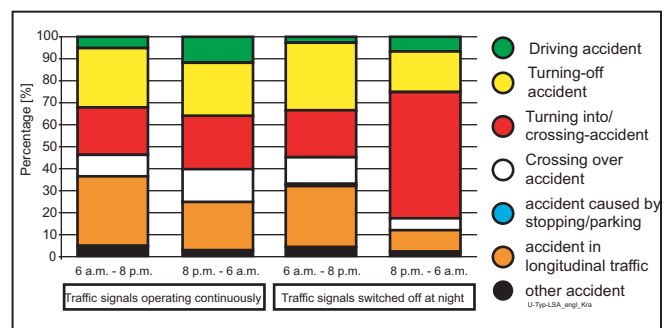 Percentage [%]
100
90
80
70
60
50
40
30
20
10
0
6 a.m. - 8 p.m.
8 p.m. - 6 a.m.
6 a.m. - 8 p.m.
8 p.m. - 6 a.m.
Traffic signals operating continuously
Traffic signals switched off at night
Driving accident
Turning-off
accident
Turning into/
crossing-accident
Crossing over
accident
accident caused by
stopping/parking
accident in
longitudinal traffic
other accident
U-Typ-LSA_engl_Kra